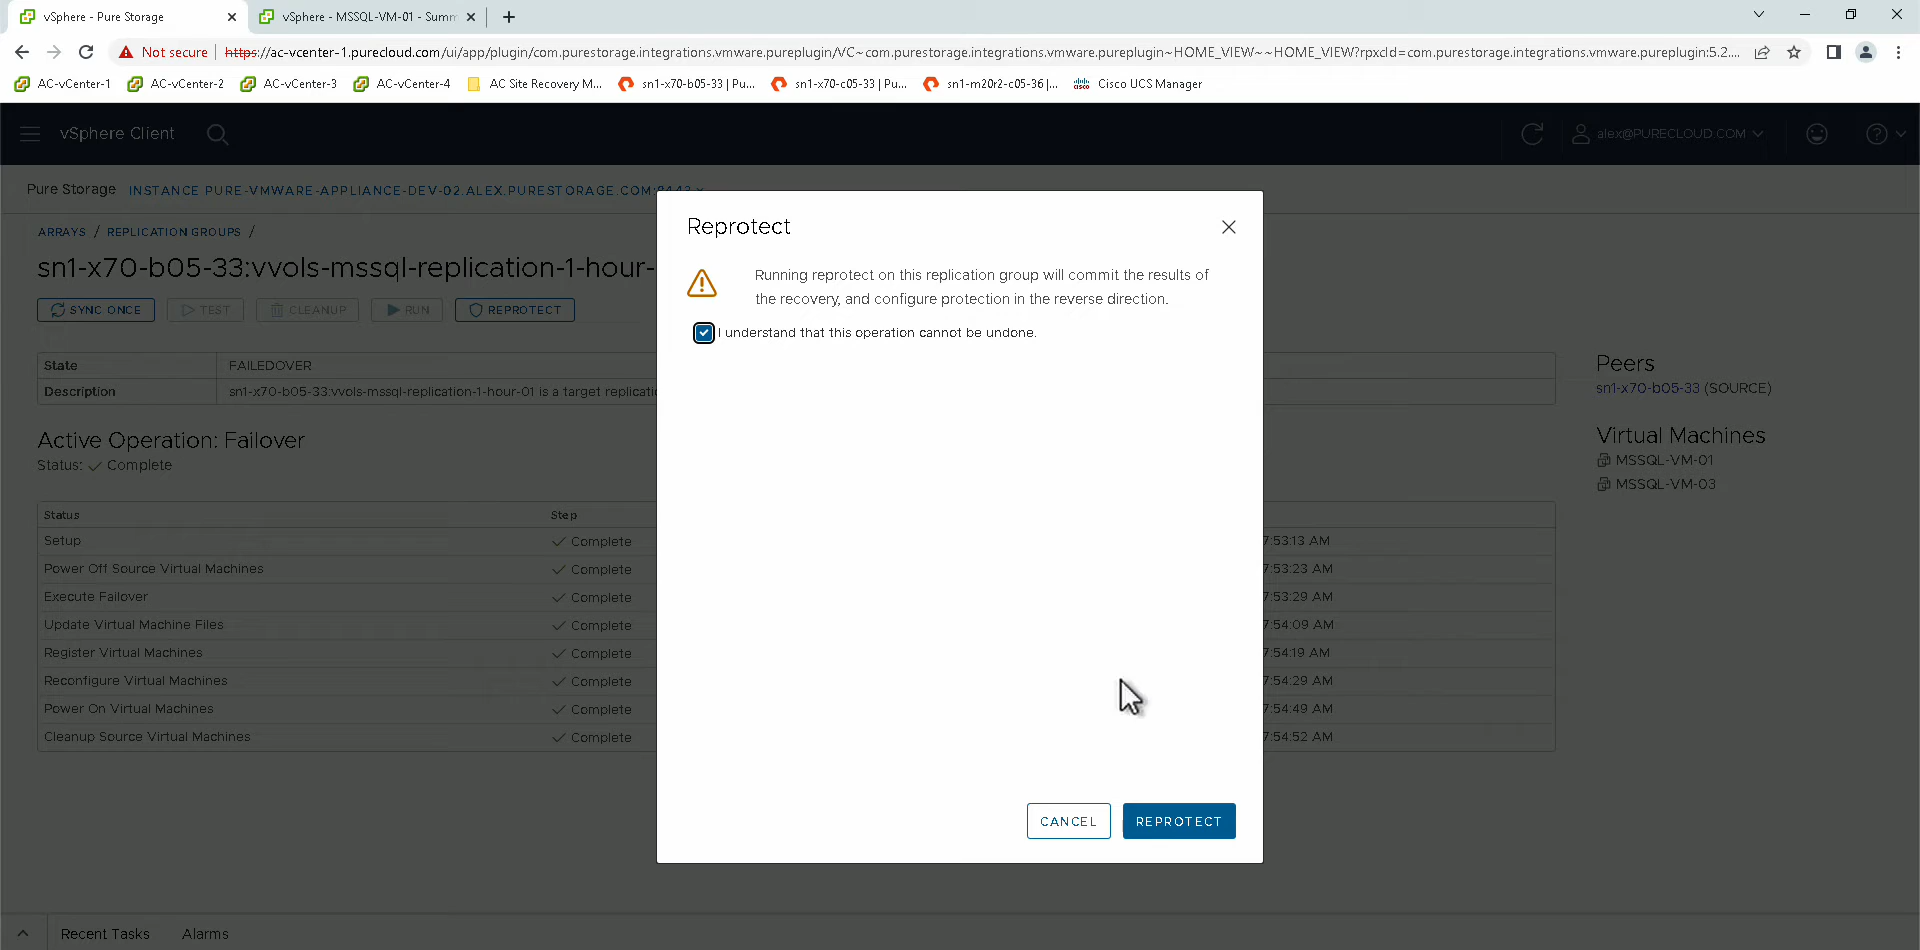 vSphere - Pure Storage
vSphere - MSSQL-VM-01 - Summ
Not secure
https://ac-vcenter-1.purecloud.com/ui/app/plugin/com.purestorage.integrations.vmware.pureplugin/VC~com.purestorage.integrations.vmware.pureplugin~HOME_VIEW~~HOME_VIEW?rpxcId=com.purestorage.integrations.vmware.pureplugin:5.2....
AC-vCenter-1
AC-vCenter-2
AC-vCenter-3
AC-vCenter-4
AC Site Recovery M...
sn1-x70-b05-33 | Pu...
sn1-x70-c05-33 | Pu...
sn1-m20r2-c05-36 |...
Cisco UCS Manager
vSphere Client
alex@PURECLOUD.COM
Pure Storage
INSTANCE PURE-VMWARE-APPLIANCE-DEV-02.ALEX.PURESTORAGE.COM:8443
ARRAYS / REPLICATION GROUPS /
sn1-x70-b05-33:vvols-mssql-replication-1-hour-
SYNC ONCE
TEST
CLEANUP
RUN
REPROTECT
State
FAILEDOVER
Description
sn1-x70-b05-33:vvols-mssql-replication-1-hour-01 is a target replicatio
Active Operation: Failover
Status: Complete
Status
Step
Setup
Complete
7:53:13 AM
Power Off Source Virtual Machines
Complete
7:53:23 AM
Execute Failover
Complete
7:53:29 AM
Update Virtual Machine Files
Complete
7:54:09 AM
Register Virtual Machines
Complete
7:54:19 AM
Reconfigure Virtual Machines
Complete
7:54:29 AM
Power On Virtual Machines
Complete
7:54:49 AM
Cleanup Source Virtual Machines
Complete
7:54:52 AM
Peers
sn1-x70-b05-33 (SOURCE)
Virtual Machines
MSSQL-VM-01
MSSQL-VM-03
Reprotect
Running reprotect on this replication group will commit the results of
the recovery, and configure protection in the reverse direction.
I understand that this operation cannot be undone.
CANCEL
REPROTECT
Recent Tasks
Alarms